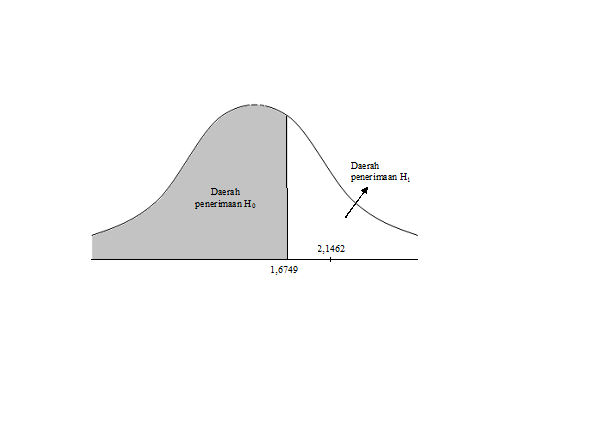 Daerah
penerimaan H₁
Daerah
penerimaan H₀
2,1462
1,6749